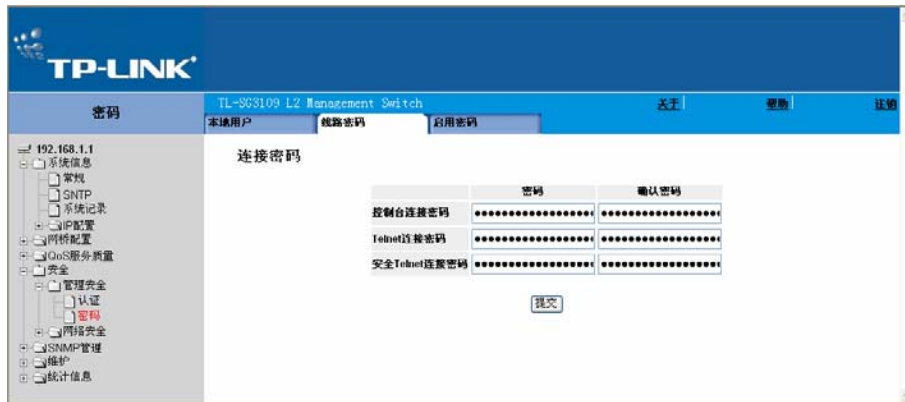 TP-LINK
密码
TL-SG3109 L2 Management Switch
关于
帮助
注销
本地用户
线路密码
启用密码
192.168.1.1
系统信息
常规
SNTP
系统记录
IP配置
网桥配置
QoS服务质量
安全
管理安全
认证
密码
网络安全
SNMP管理
维护
统计信息
连接密码
密码 确认密码
控制台连接密码
Telnet连接密码
安全Telnet连接密码
提交